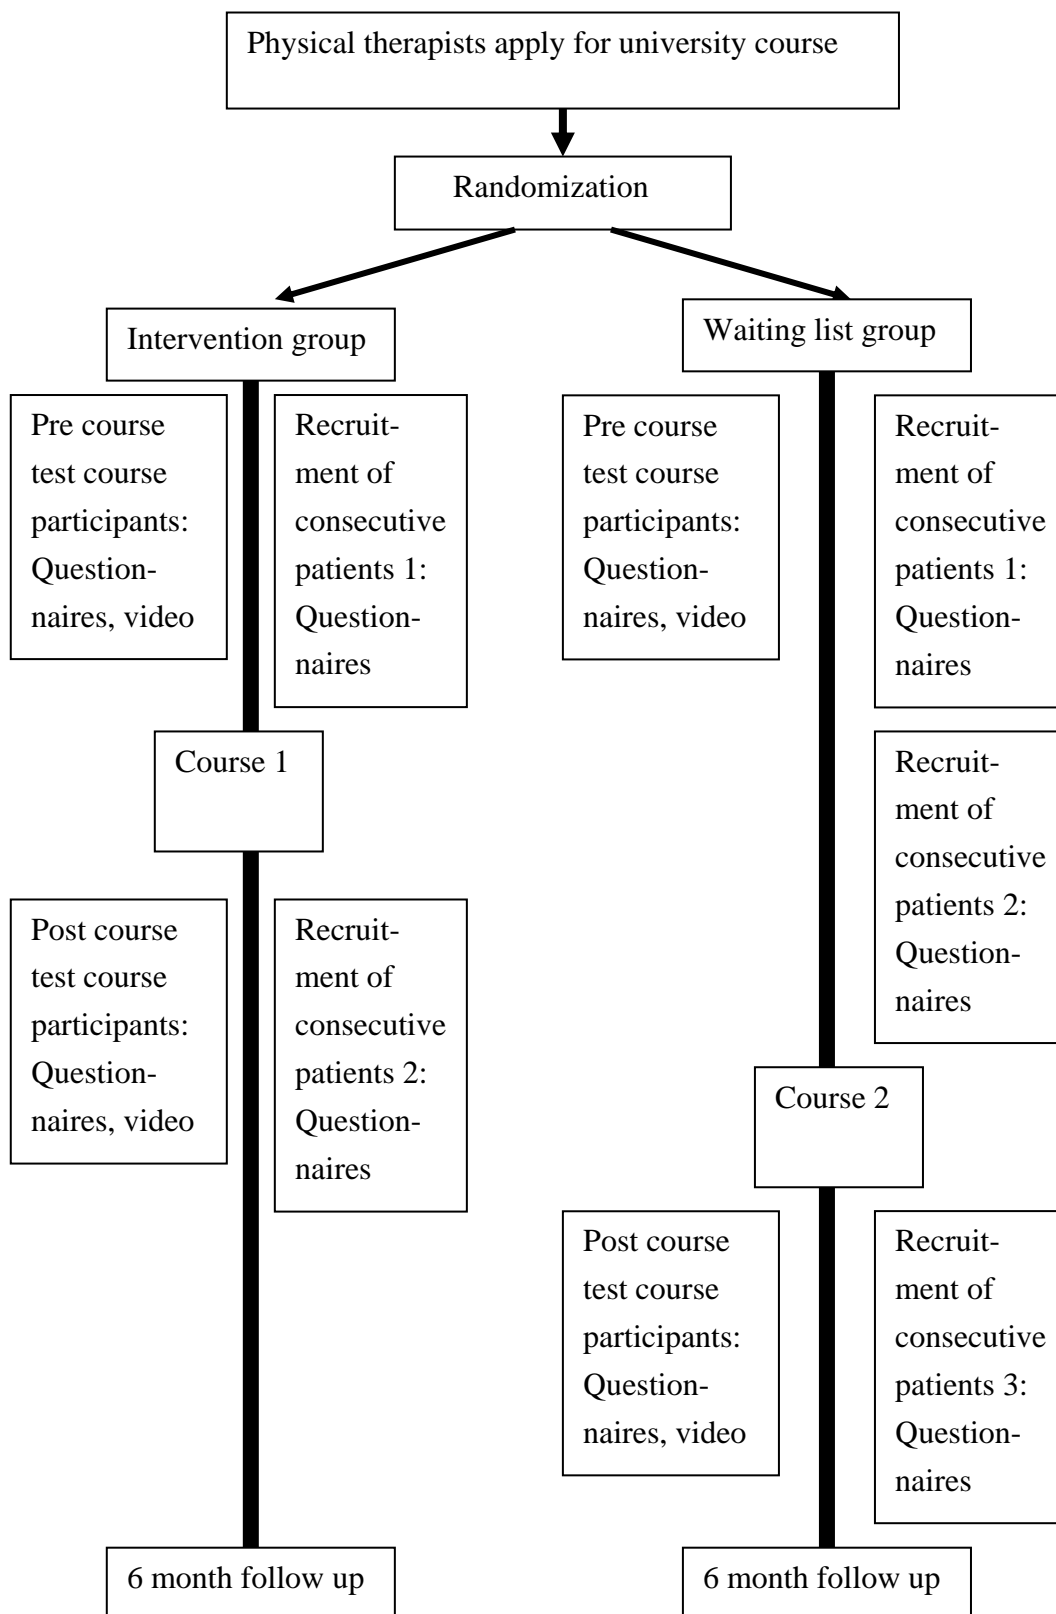 Physical therapists apply for university course
Randomization
Intervention group
Waiting list group
Pre course
test course
participants:
Question-
naires, video
Recruit-
ment of
consecutive
patients 1:
Question-
naires
Pre course
test course
participants:
Question-
naires, video
Recruit-
ment of
consecutive
patients 1:
Question-
naires
Course 1
Recruit-
ment of
consecutive
patients 2:
Question-
naires
Post course
test course
participants:
Question-
naires, video
Recruit-
ment of
consecutive
patients 2:
Question-
naires
Course 2
Post course
test course
participants:
Question-
naires, video
Recruit-
ment of
consecutive
patients 3:
Question-
naires
6 month follow up
6 month follow up